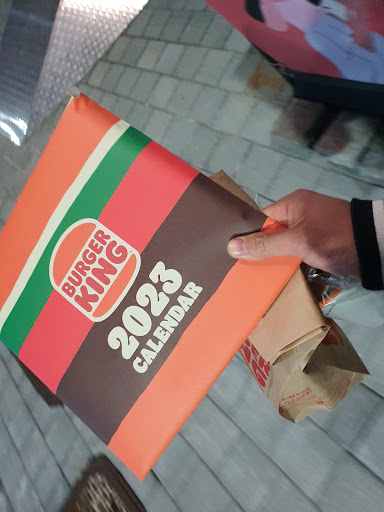 BURGER
KING
2023
CALENDAR